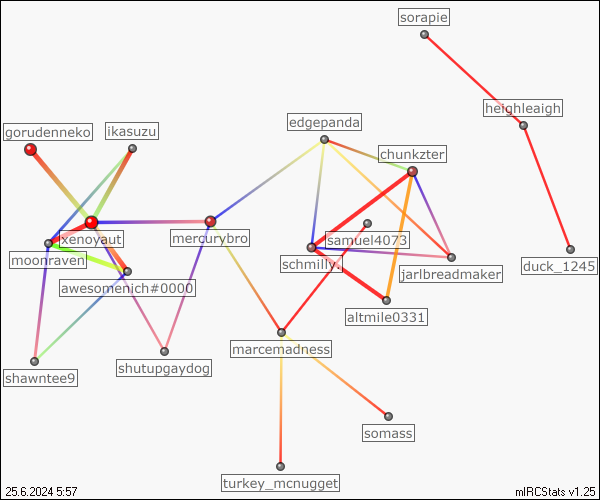 sorapie
heighleaigh
edgepanda
gorudenneko
ikasuzu
chunkzter
xenoyaut
mercurybro
samuel4073
moonraven
schmilly.
jarlbreadmaker
duck_1245
awesomenich#0000
altmile0331
marcemadness
shutupgaydog
shawntee9
somass
turkey_mcnugget
25.6.2024 5:57
mIRCStats v1.25